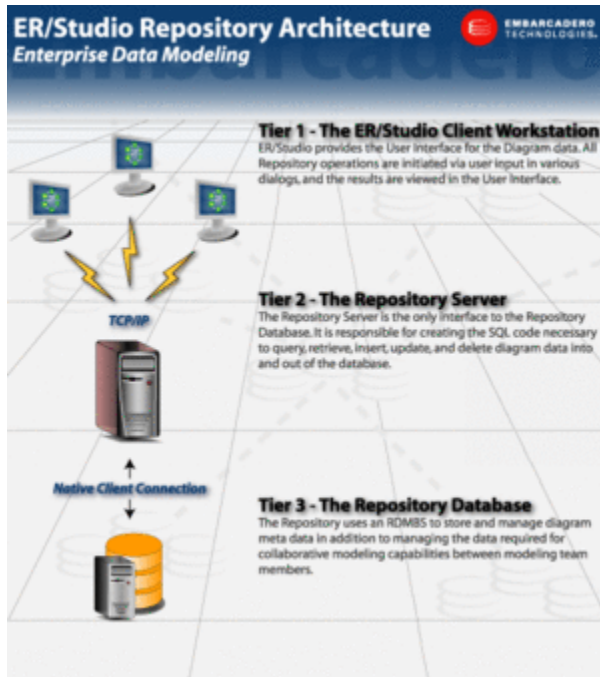 ER/Studio Repository Architecture
Enterprise Data Modeling
EMBARCADERO
TECHNOLOGIES.
Embarcadero
Tier 1 - The ER/Studio Client Workstation
ER/Studio provides the User Interface for the Diagram data. All
Repository operations are initiated via user input in various
dialogs, and the results are viewed in the User Interface.
TCP/IP
Tier 2 - The Repository Server
The Repository Server is the only interface to the Repository
Database. It is responsible for creating the SQL code necessary
to query, retrieve, insert, update, and delete diagram data into
and out of the database.
Native Client Connection
Tier 3 - The Repository Database
The Repository uses an RDMBS to store and manage diagram
meta data in addition to managing the data required for
collaborative modeling capabilities between modeling team
members.